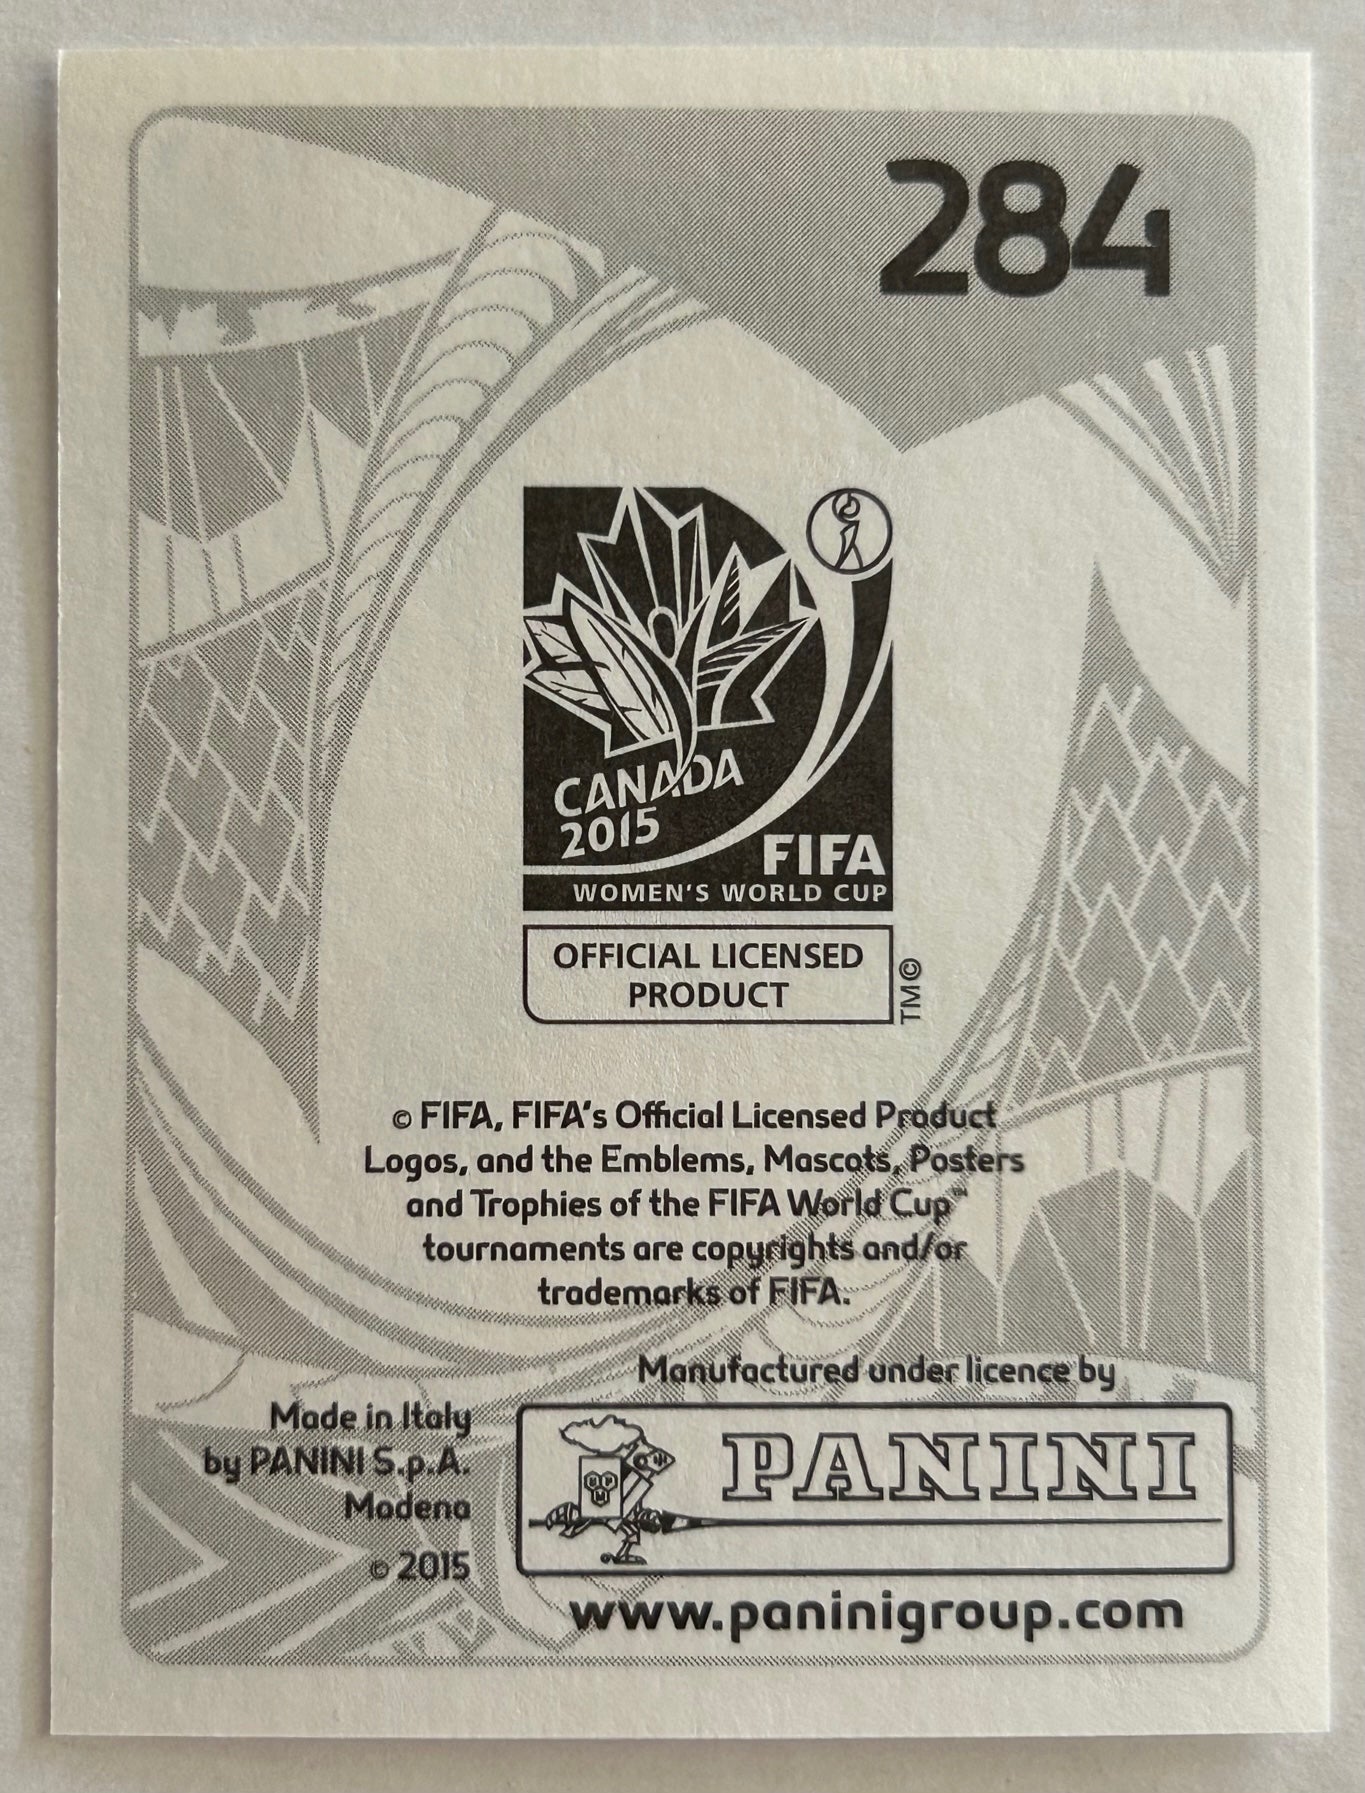 284
CANADA
2015
FIFA
WOMEN'S WORLD CUP
OFFICIAL LICENSED
PRODUCT
TM©
© FIFA, FIFA's Official Licensed Product
Logos, and the Emblems, Mascots, Posters
and Trophies of the FIFA World Cup™
tournaments are copyrights and/or
trademarks of FIFA.
Manufactured under licence by
Made in Italy
by PANINI S.p.A.
Modena
© 2015
PANINI
www.paninigroup.com